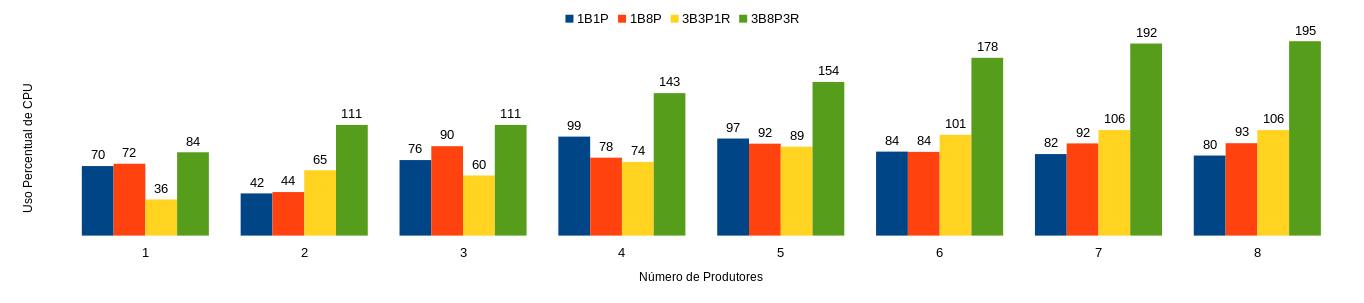 1B1P 1B8P 3B3P1R 3B8P3R
Uso Percentual de CPU
70 72 36 84
42 44 65 111
76 90 60 111
99 78 74 143
97 92 89 154
84 84 101 178
82 92 106 192
80 93 106 195
1 2 3 4 5 6 7 8
Número de Produtores